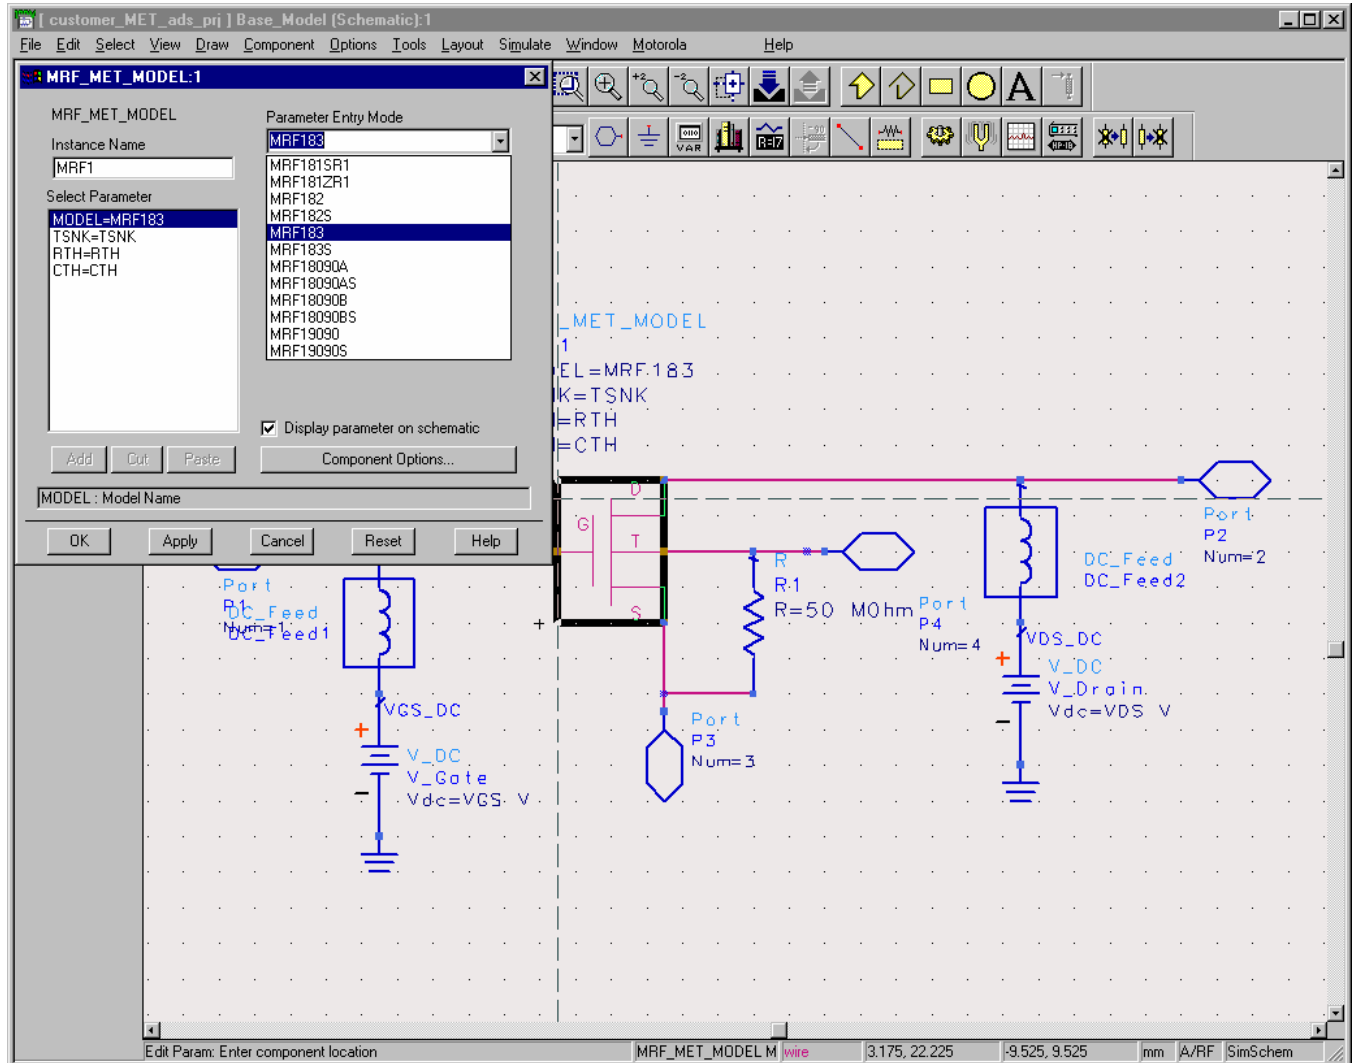 [ customer_MET_ads_prj ] Base_Model (Schematic):1
File Edit Select View Draw Component Options Tools Layout Simulate Window Motorola Help
MRF_MET_MODEL:1
MRF_MET_MODEL
Instance Name
MRF1
Select Parameter
MODEL=MRF183
TSNK=TSNK
RTH=RTH
CTH=CTH
Add Cut Paste
Parameter Entry Mode
MRF183
MRF181SR1
MRF181ZR1
MRF182
MRF182S
MRF183
MRF183S
MRF18090A
MRF18090AS
MRF18090B
MRF18090BS
MRF19090
MRF19090S
Display parameter on schematic
Component Options...
MODEL : Model Name
OK Apply Cancel Reset Help
+2 -2 A
VAR
_MET_MODEL
1
EL=MRF183
K=TSNK
=RTH
=CTH
D
G
T
S
Port
P1
Num=1
DC_Feed
DC_Feed1
VGS_DC
+
V_DC
V_Gate
Vdc=VGS V
R
R1
R=50 MOhm
Port
P4
Num=4
Port
P3
Num=3
Port
P2
Num=2
DC_Feed
DC_Feed2
VDS_DC
+
V_DC
V_Drain
Vdc=VDS V
Edit Param: Enter component location
MRF_MET_MODEL M wire 3.175, 22.225 -9.525, 9.525 mm A/RF SimSchem